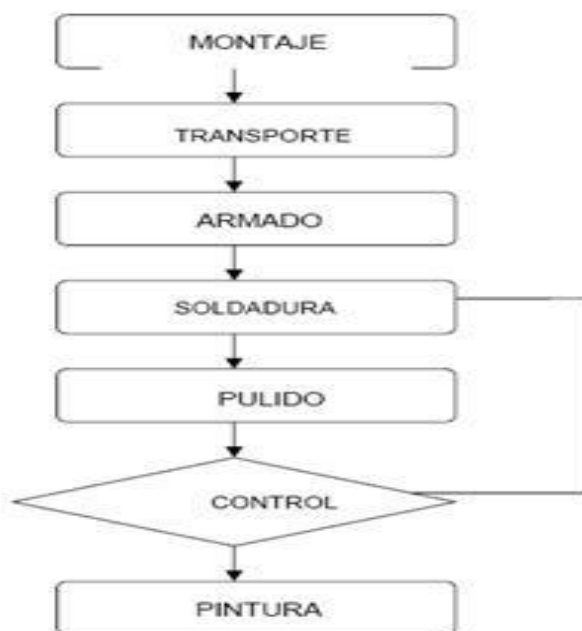 MONTAJE
TRANSPORTE
ARMADO
SOLDADURA
PULIDO
CONTROL
PINTURA